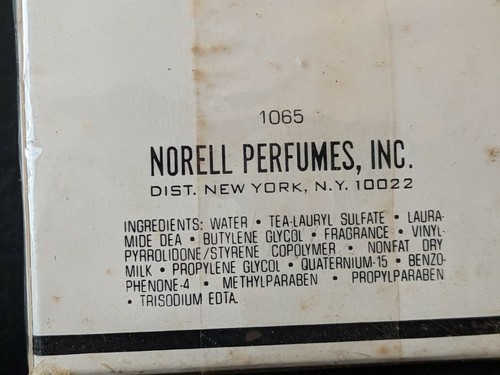 1065
NORELL PERFUMES, INC.
DIST. NEW YORK, N.Y. 10022
INGREDIENTS: WATER • TEA-LAURYL SULFATE • LAURA-
MIDE DEA • BUTYLENE GLYCOL • FRAGRANCE • VINYL-
PYRROLIDONE/STYRENE COPOLYMER • NONFAT DRY
MILK • PROPYLENE GLYCOL • QUATERNIUM-15 • BENZO-
PHENONE-4 • METHYLPARABEN • PROPYLPARABEN
• TRISODIUM EDTA.